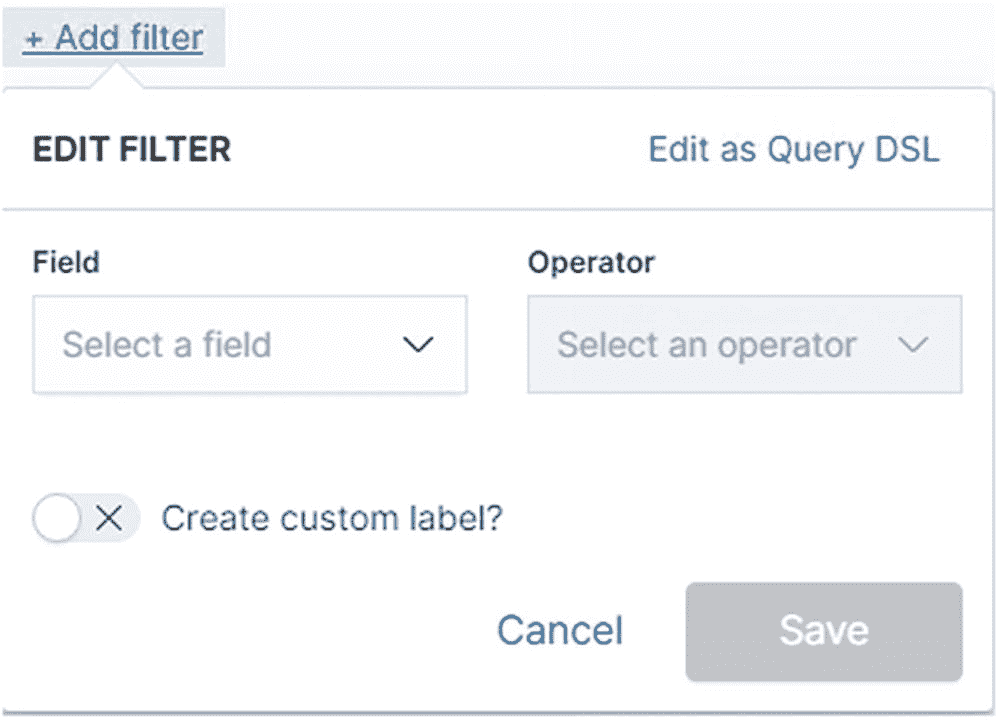 + Add filter
EDIT FILTER Edit as Query DSL
Field Operator
Select a field Select an operator
Create custom label?
Cancel Save